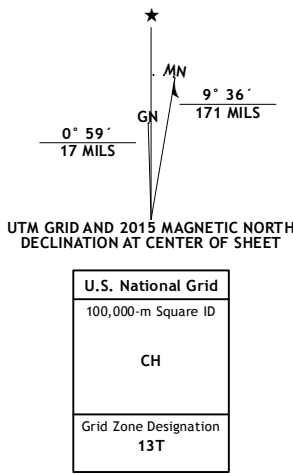 ★
MN
GN
9° 36´
171 MILS
0° 59´
17 MILS
UTM GRID AND 2015 MAGNETIC NORTH
DECLINATION AT CENTER OF SHEET
U.S. National Grid
100,000-m Square ID
CH
Grid Zone Designation
13T